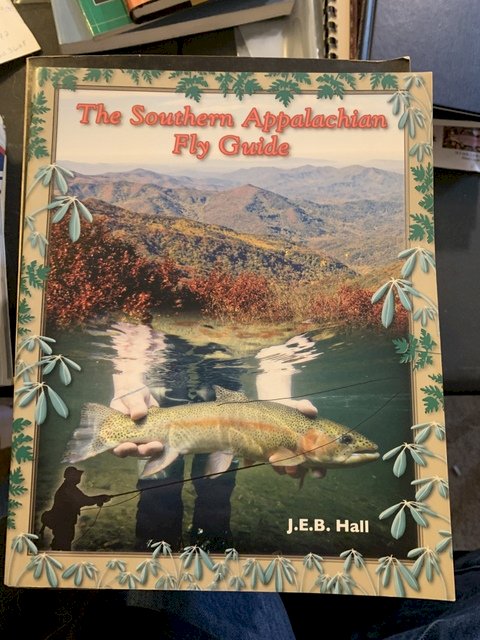 The Southern Appalachian
Fly Guide
J.E.B. Hall